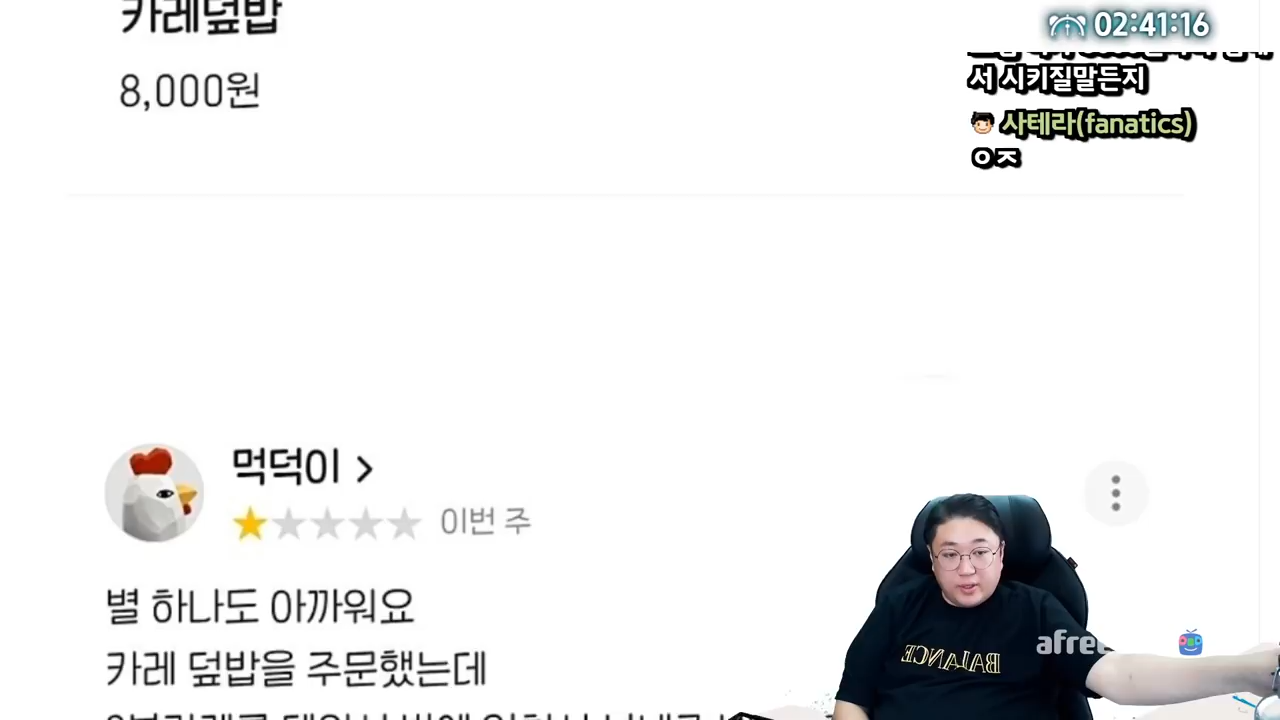 카레덮밥
8,000원
02:41:16
서 시키질말든지
사테라(fanatics)
ㅇㅈ
먹덕이 >
이번 주
별 하나도 아까워요
카레 덮밥을 주문했는데
BALANCE